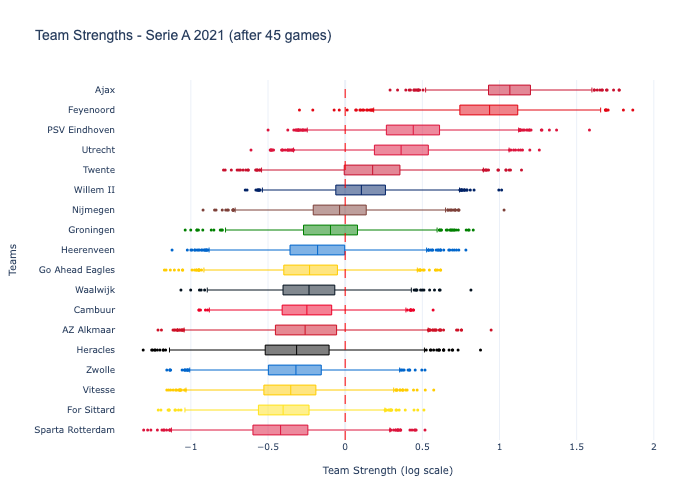 Team Strengths - Serie A 2021 (after 45 games)
Ajax
Feyenoord
PSV Eindhoven
Utrecht
Twente
Willem II
Nijmegen
Groningen
Heerenveen
Go Ahead Eagles
Waalwijk
Cambuur
AZ Alkmaar
Heracles
Zwolle
Vitesse
For Sittard
Sparta Rotterdam
Teams
−1
−0.5
0
0.5
1
1.5
2
Team Strength (log scale)